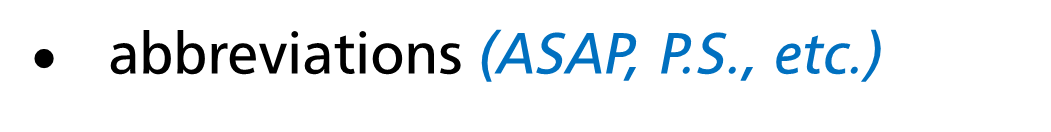 • abbreviations (ASAP, P.S., etc.)